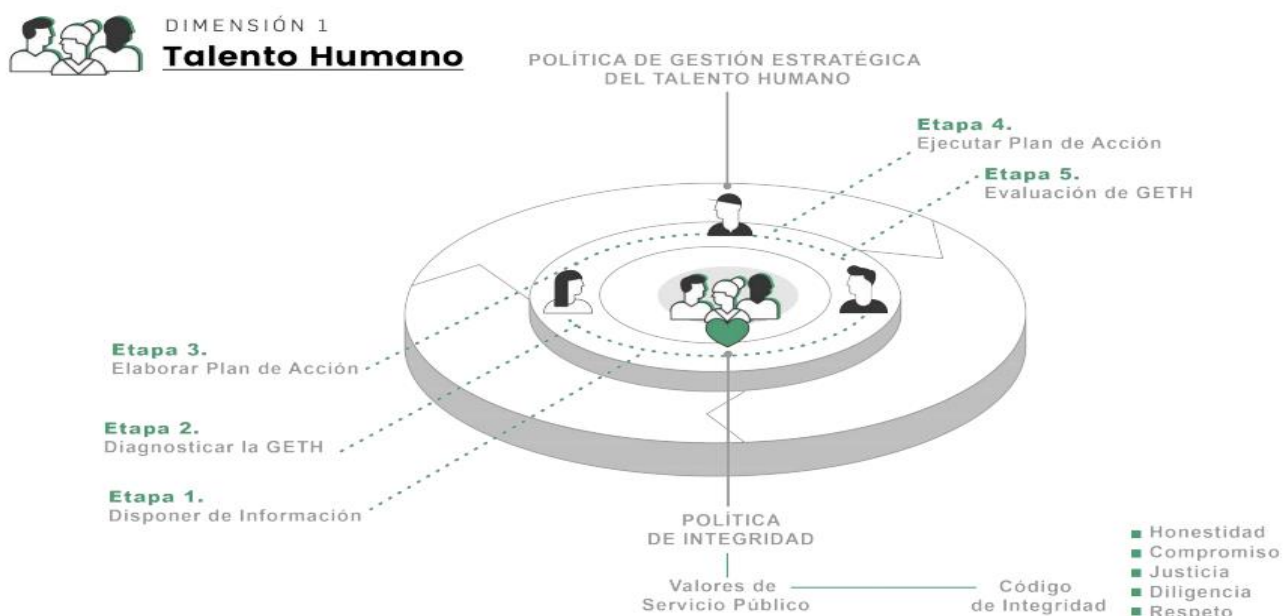 DIMENSIÓN 1
Talento Humano
POLÍTICA DE GESTIÓN ESTRATÉGICA
DEL TALENTO HUMANO
Etapa 4.
Ejecutar Plan de Acción
Etapa 5.
Evaluación de GETH
Etapa 3.
Elaborar Plan de Acción
Etapa 2.
Diagnosticar la GETH
Etapa 1.
Disponer de Información
POLÍTICA
DE INTEGRIDAD
Valores de
Servicio Público
Código
de Integridad
Honestidad
Compromiso
Justicia
Diligencia
Respeto